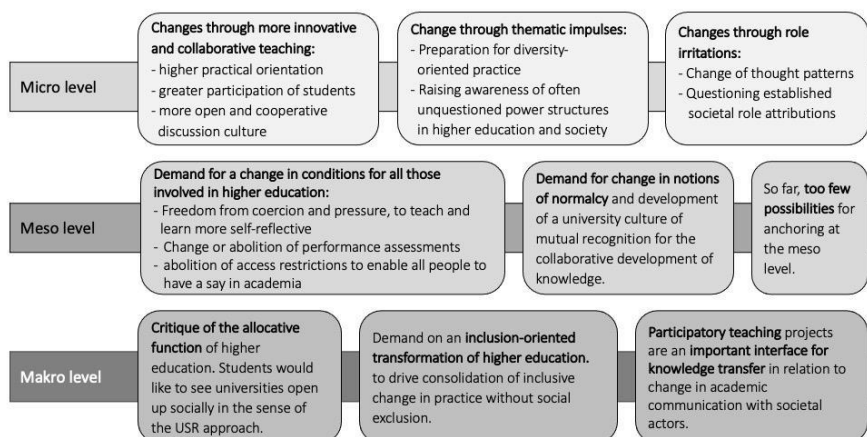 Micro level
Changes through more innovative
and collaborative teaching:
- higher practical orientation
- greater participation of students
- more open and cooperative
discussion culture
Change through thematic impulses:
- Preparation for diversity-
oriented practice
- Raising awareness of often
unquestioned power structures
in higher education and society
Changes through role
irritations:
- Change of thought patterns
- Questioning established
societal role attributions
Meso level
Demand for a change in conditions for all those
involved in higher education:
- Freedom from coercion and pressure, to teach and
learn more self-reflective
- Change or abolition of performance assessments
- abolition of access restrictions to enable all people to
have a say in academia
Demand for change in notions
of normalcy and development
of a university culture of
mutual recognition for the
collaborative development of
knowledge.
So far, too few
possibilities for
anchoring at
the meso
level.
Makro level
Critique of the allocative
function of higher
education. Students would
like to see universities open
up socially in the sense of
the USR approach.
Demand on an inclusion-oriented
transformation of higher education.
to drive consolidation of inclusive
change in practice without social
exclusion.
Participatory teaching projects
are an important interface for
knowledge transfer in relation to
change in academic
communication with societal
actors.